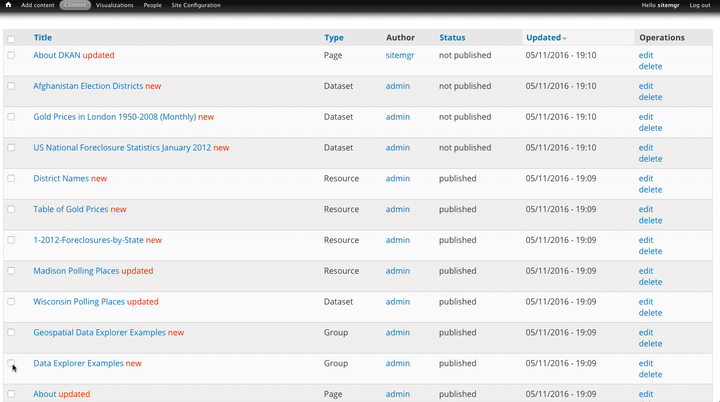 Add content Content Visualizations People Site Configuration Hello sitemgr Log out
Title Type Author Status Updated Operations
About DKAN updated Page sitemgr not published 05/11/2016 - 19:10 edit
delete
Afghanistan Election Districts new Dataset admin not published 05/11/2016 - 19:10 edit
delete
Gold Prices in London 1950-2008 (Monthly) new Dataset admin not published 05/11/2016 - 19:10 edit
delete
US National Foreclosure Statistics January 2012 new Dataset admin not published 05/11/2016 - 19:10 edit
delete
District Names new Resource admin published 05/11/2016 - 19:09 edit
delete
Table of Gold Prices new Resource admin published 05/11/2016 - 19:09 edit
delete
1-2012-Foreclosures-by-State new Resource admin published 05/11/2016 - 19:09 edit
delete
Madison Polling Places updated Resource admin published 05/11/2016 - 19:09 edit
delete
Wisconsin Polling Places updated Dataset admin published 05/11/2016 - 19:09 edit
delete
Geospatial Data Explorer Examples new Group admin published 05/11/2016 - 19:09 edit
delete
Data Explorer Examples new Group admin published 05/11/2016 - 19:09 edit
delete
About updated Page admin published 05/11/2016 - 19:09 edit